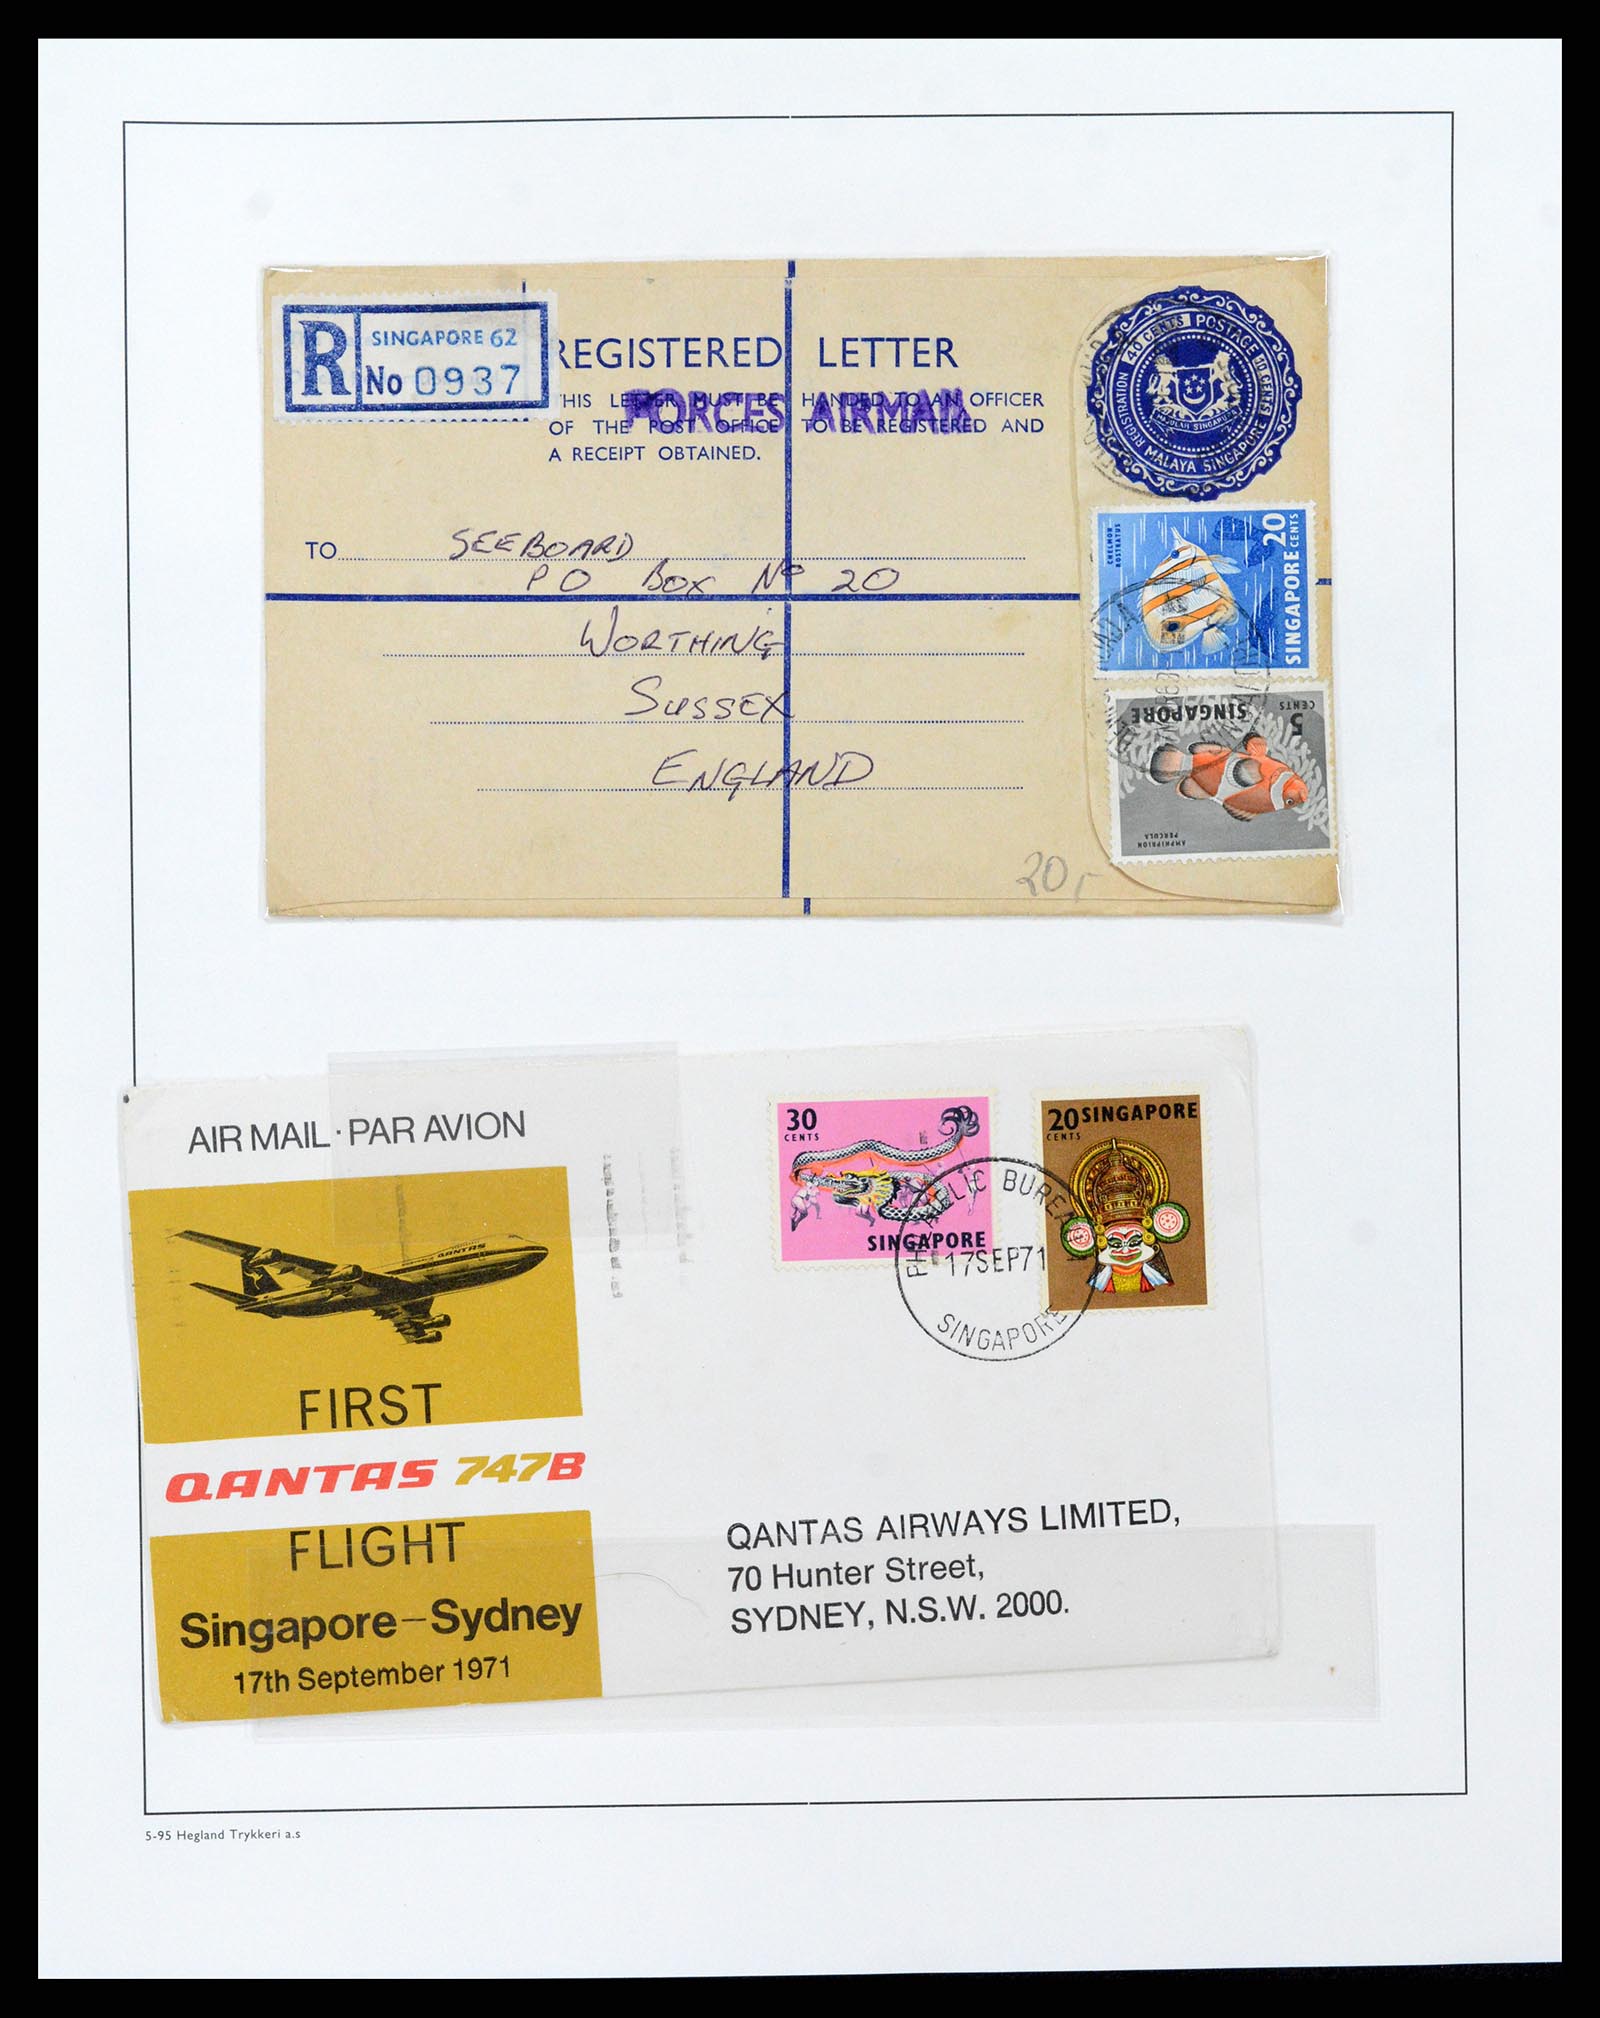 R
SINGAPORE 62
No 0937
REGISTERED LETTER
FORCES AIRMAIL
THIS LETTER MUST BE HANDED TO AN OFFICER
OF THE POST OFFICE TO BE REGISTERED AND
A RECEIPT OBTAINED.
REGISTRATION 40 CENTS POSTAGE
MALAYA SINGAPORE
TO
SEEBOARD
PO BOX No 20
WORTHING
SUSSEX
ENGLAND
20,-
CHELMON
ROSTRATUS
SINGAPORE 20
CENTS
SINGAPORE
5
CENTS
AMPHIPRION
PERCULA
AIR MAIL · PAR AVION
QANTAS
FIRST
QANTAS 747B
FLIGHT
Singapore–Sydney
17th September 1971
30
CENTS
SINGAPORE
20 SINGAPORE
CENTS
17SEP71
SINGAPORE
QANTAS AIRWAYS LIMITED,
70 Hunter Street,
SYDNEY, N.S.W. 2000.
5-95 Hegland Trykkeri a.s